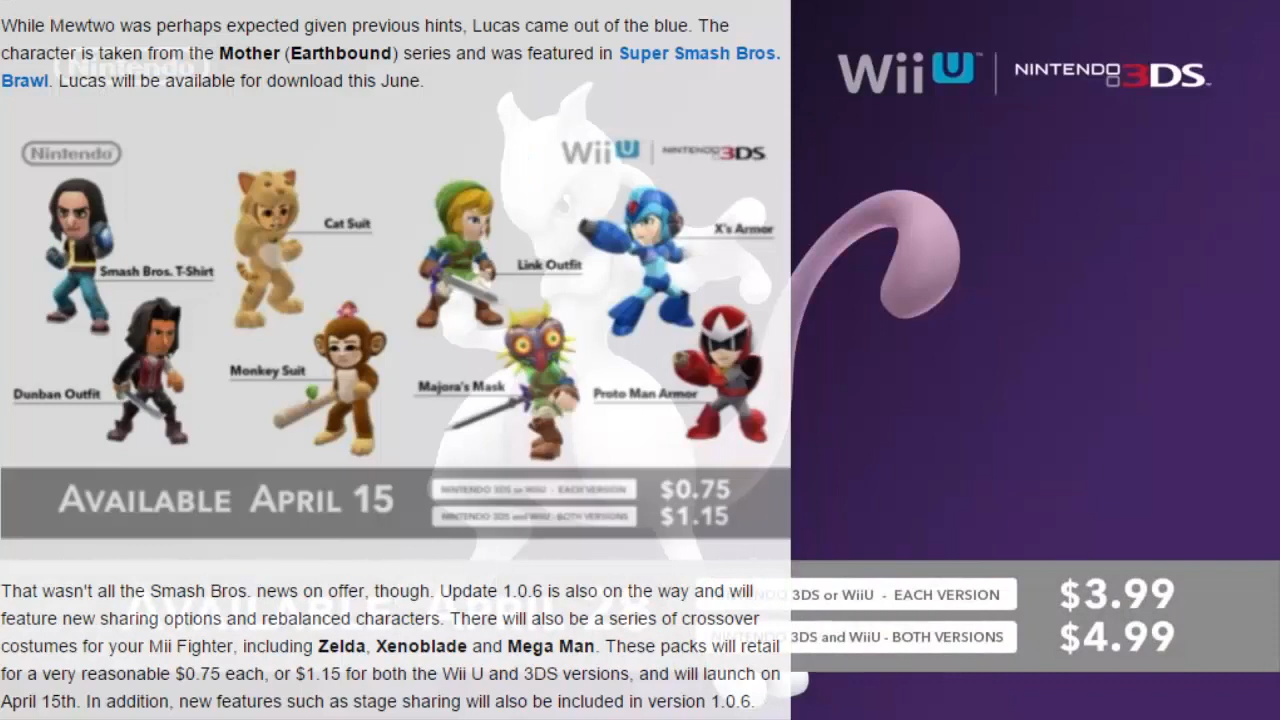 While Mewtwo was perhaps expected given previous hints, Lucas came out of the blue. The
character is taken from the Mother (Earthbound) series and was featured in Super Smash Bros.
Brawl. Lucas will be available for download this June.
Nintendo
Wii U
NINTENDO 3DS
Nintendo
Wii U
NINTENDO 3DS
Cat Suit
X's Armor
Smash Bros. T-Shirt
Link Outfit
Monkey Suit
Majora's Mask
Dunban Outfit
Proto Man Armor
AVAILABLE APRIL 15
NINTENDO 3DS or WiiU - EACH VERSION
$0.75
NINTENDO 3DS and WiiU - BOTH VERSIONS
$1.15
That wasn't all the Smash Bros. news on offer, though. Update 1.0.6 is also on the way and will
feature new sharing options and rebalanced characters. There will also be a series of crossover
costumes for your Mii Fighter, including Zelda, Xenoblade and Mega Man. These packs will retail
for a very reasonable $0.75 each, or $1.15 for both the Wii U and 3DS versions, and will launch on
April 15th. In addition, new features such as stage sharing will also be included in version 1.0.6.
AVAILABLE APRIL 28
NINTENDO 3DS or WiiU - EACH VERSION
$3.99
NINTENDO 3DS and WiiU - BOTH VERSIONS
$4.99